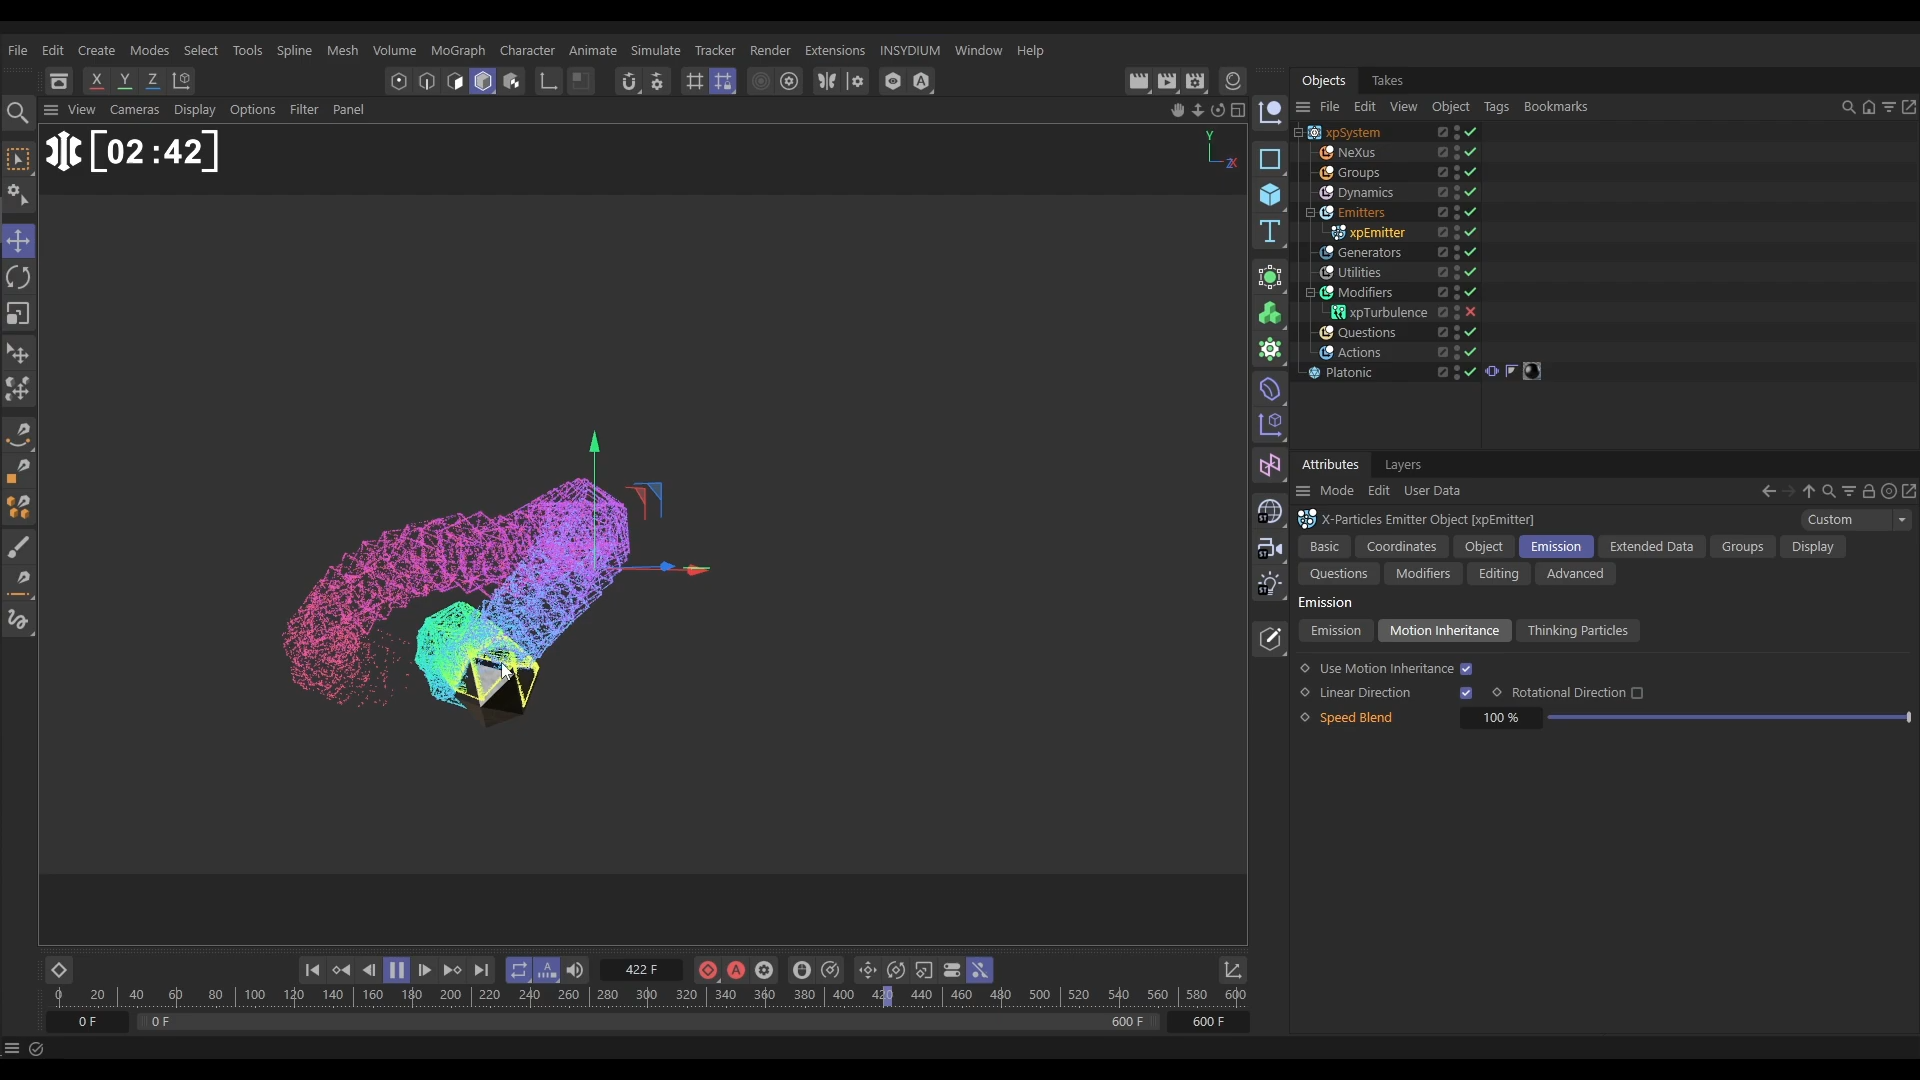 File Edit Create Modes Select Tools Spline Mesh Volume MoGraph Character Animate Simulate Tracker Render Extensions INSYDIUM Window Help
X Y Z
Objects Takes
View Cameras Display Options Filter Panel
File Edit View Object Tags Bookmarks
[02:42]
Y
Z X
xpSystem
NeXus
Groups
Dynamics
Emitters
xpEmitter
Generators
Utilities
Modifiers
xpTurbulence
Questions
Actions
Platonic
Attributes Layers
Mode Edit User Data
X-Particles Emitter Object [xpEmitter] Custom
Basic Coordinates Object Emission Extended Data Groups Display
Questions Modifiers Editing Advanced
Emission
Emission Motion Inheritance Thinking Particles
Use Motion Inheritance
Linear Direction Rotational Direction
Speed Blend 100 %
422 F
0 20 40 60 80 100 120 140 160 180 200 220 240 260 280 300 320 340 360 380 400 420 440 460 480 500 520 540 560 580 600
0 F 0 F 600 F 600 F